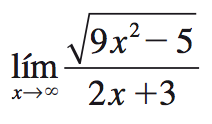 lím √(9x² − 5)
x→∞ 2x + 3